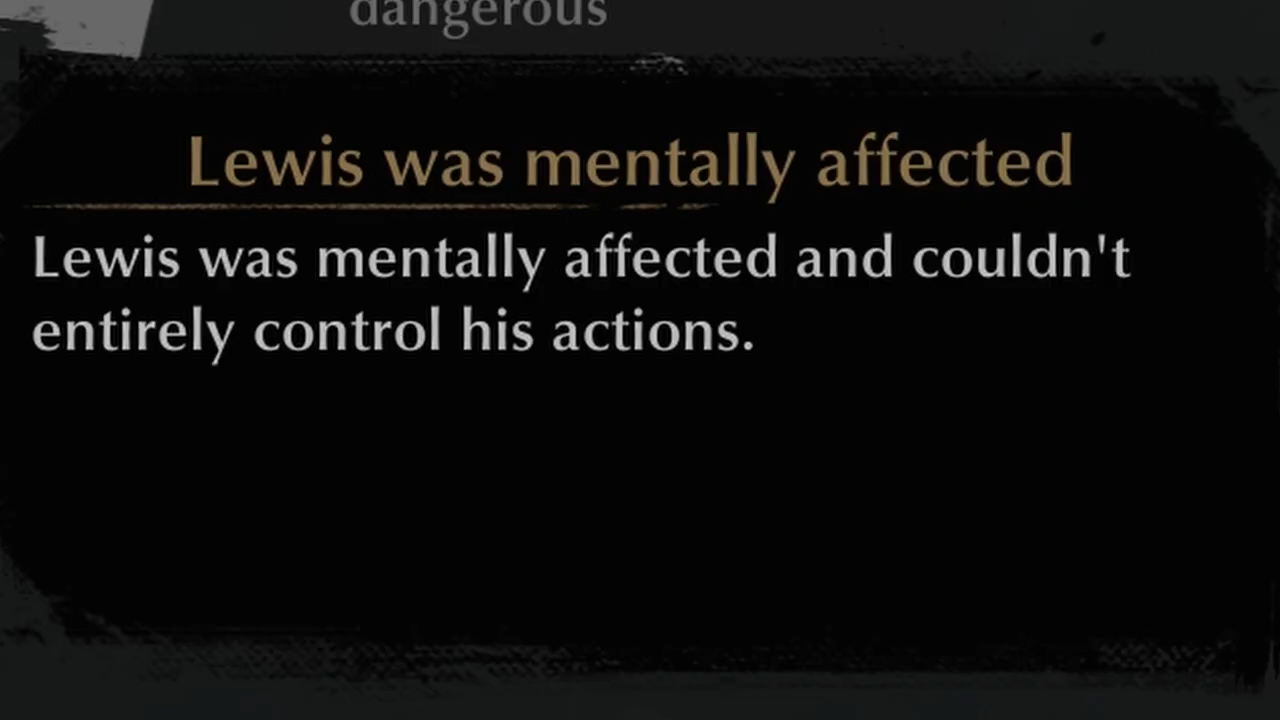 dangerous
Lewis was mentally affected
Lewis was mentally affected and couldn't
entirely control his actions.